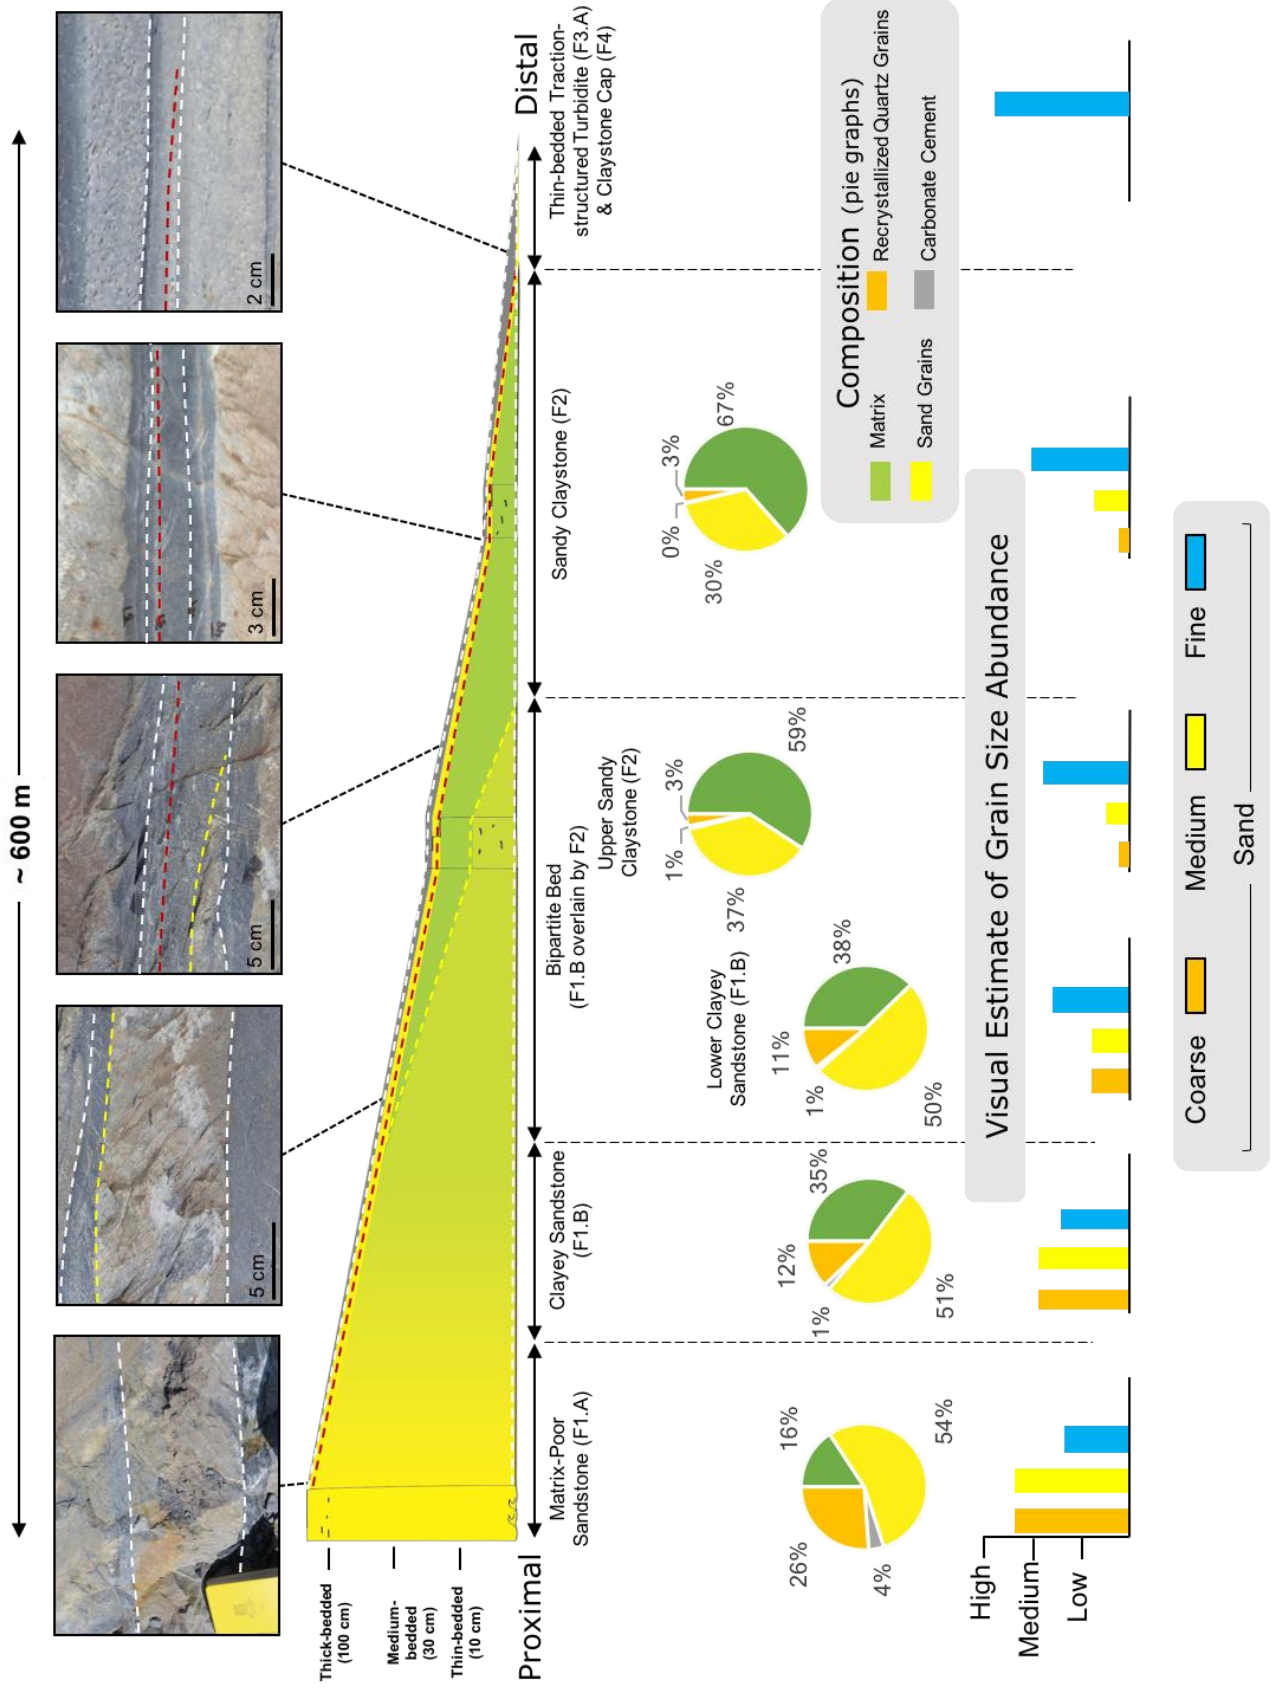 ~ 600 m
5 cm
5 cm
3 cm
2 cm
Thick-bedded
(100 cm)
Medium-
bedded
(30 cm)
Thin-bedded
(10 cm)
Proximal
Distal
Matrix-Poor
Sandstone (F1.A)
Clayey Sandstone
(F1.B)
Bipartite Bed
(F1.B overlain by F2)
Sandy Claystone (F2)
Thin-bedded Traction-
structured Turbidite (F3.A)
& Claystone Cap (F4)
Upper Sandy
Claystone (F2)
Lower Clayey
Sandstone (F1.B)
16%
54%
4%
26%
35%
51%
1%
12%
38%
50%
1%
11%
59%
37%
1%
3%
67%
30%
0%
3%
Composition (pie graphs)
Matrix
Recrystallized Quartz Grains
Sand Grains
Carbonate Cement
Visual Estimate of Grain Size Abundance
High
Medium
Low
Coarse
Medium
Fine
Sand